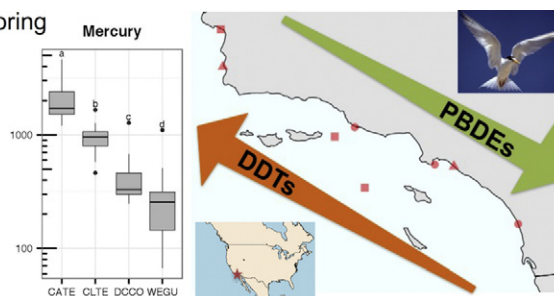 oring
Mercury
a
b
c
d
1000
100
CATE CLTE DCCO WEGU
PBDEs
DDTs